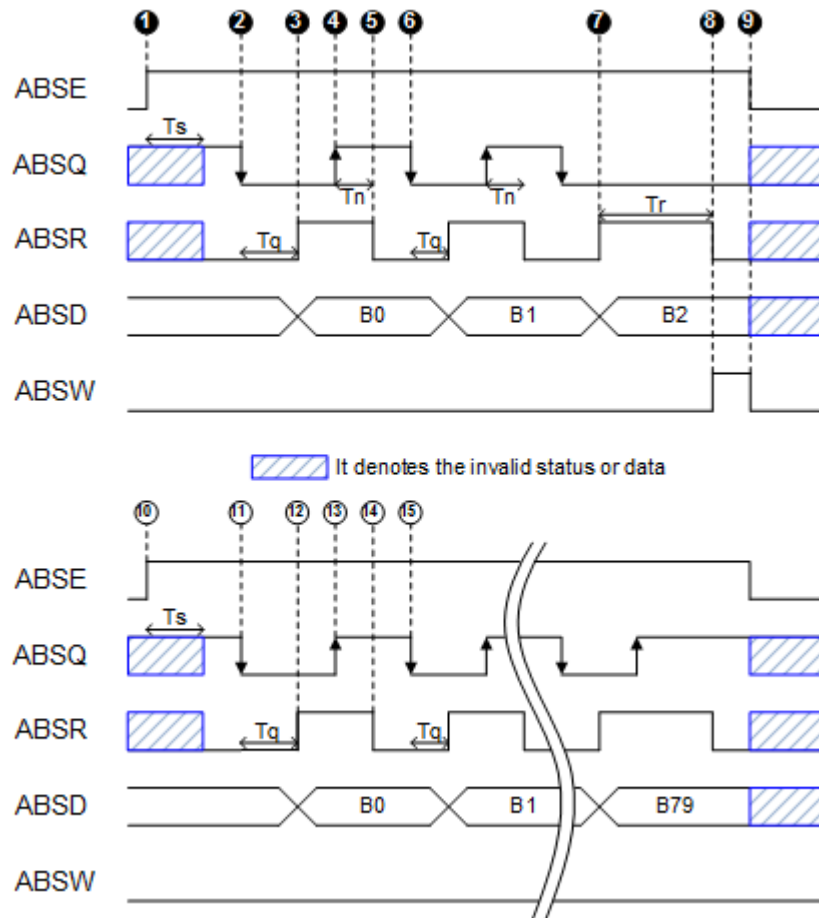 1 2 3 4 5 6 7 8 9
ABSE
Ts
ABSQ
Tn Tn
Tr
ABSR
Tq Tq
ABSD B0 B1 B2
ABSW
It denotes the invalid status or data
10 11 12 13 14 15
ABSE
Ts
ABSQ
ABSR
Tq Tq
ABSD B0 B1 B79
ABSW